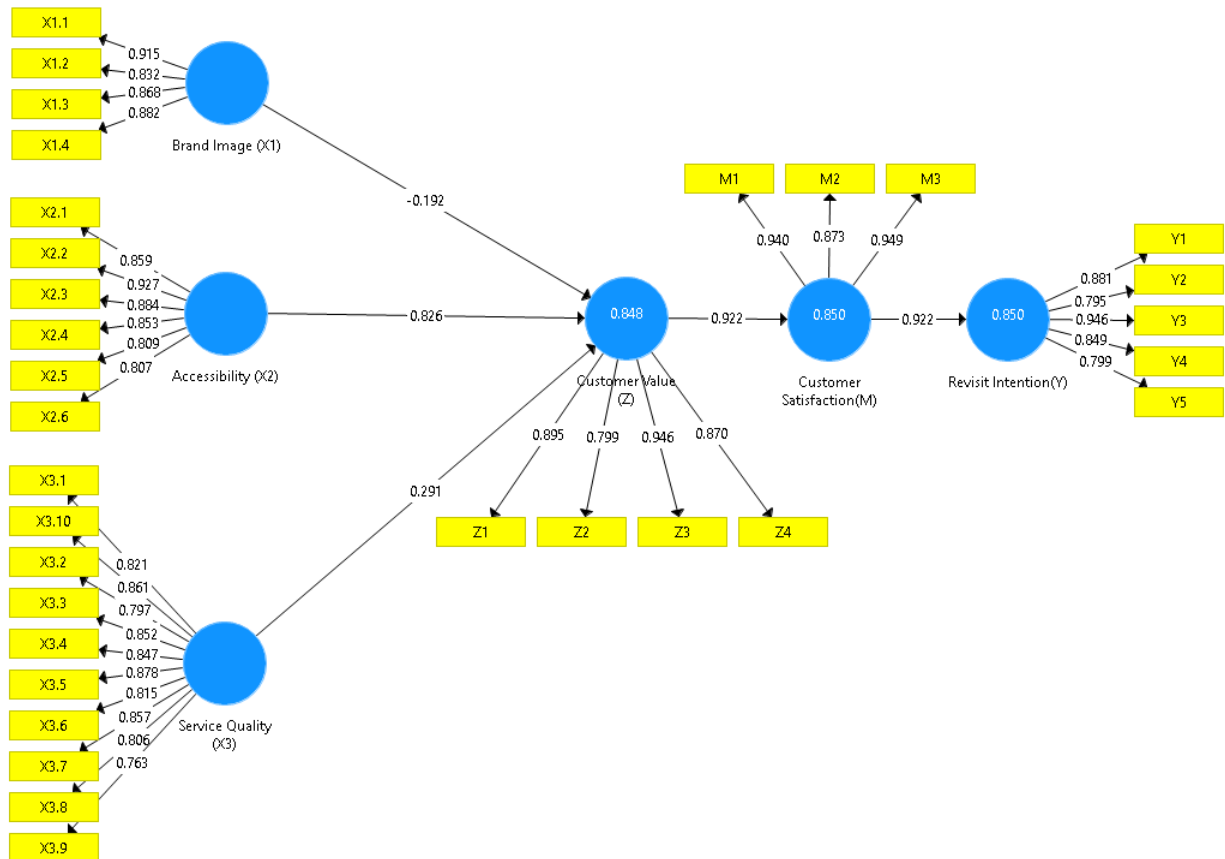 X1.1
0.915
X1.2
0.832
X1.3
0.868
0.882
X1.4
Brand Image (X1)
-0.192
X2.1
0.859
X2.2
0.927
X2.3
0.884
X2.4
0.853
0.809
X2.5
0.807
X2.6
Accessibility (X2)
0.826
X3.1
X3.10
0.821
X3.2
0.861
0.797
X3.3
0.852
X3.4
0.847
0.878
X3.5
0.815
X3.6
0.857
0.806
X3.7
0.763
X3.8
X3.9
Service Quality
(X3)
0.291
0.848
Customer Value
(Z)
0.895
0.799
0.946
0.870
Z1
Z2
Z3
Z4
0.922
M1
M2
M3
0.940
0.873
0.949
0.850
Customer
Satisfaction(M)
0.922
0.850
Revisit Intention(Y)
Y1
0.881
Y2
0.795
0.946
Y3
0.849
Y4
0.799
Y5